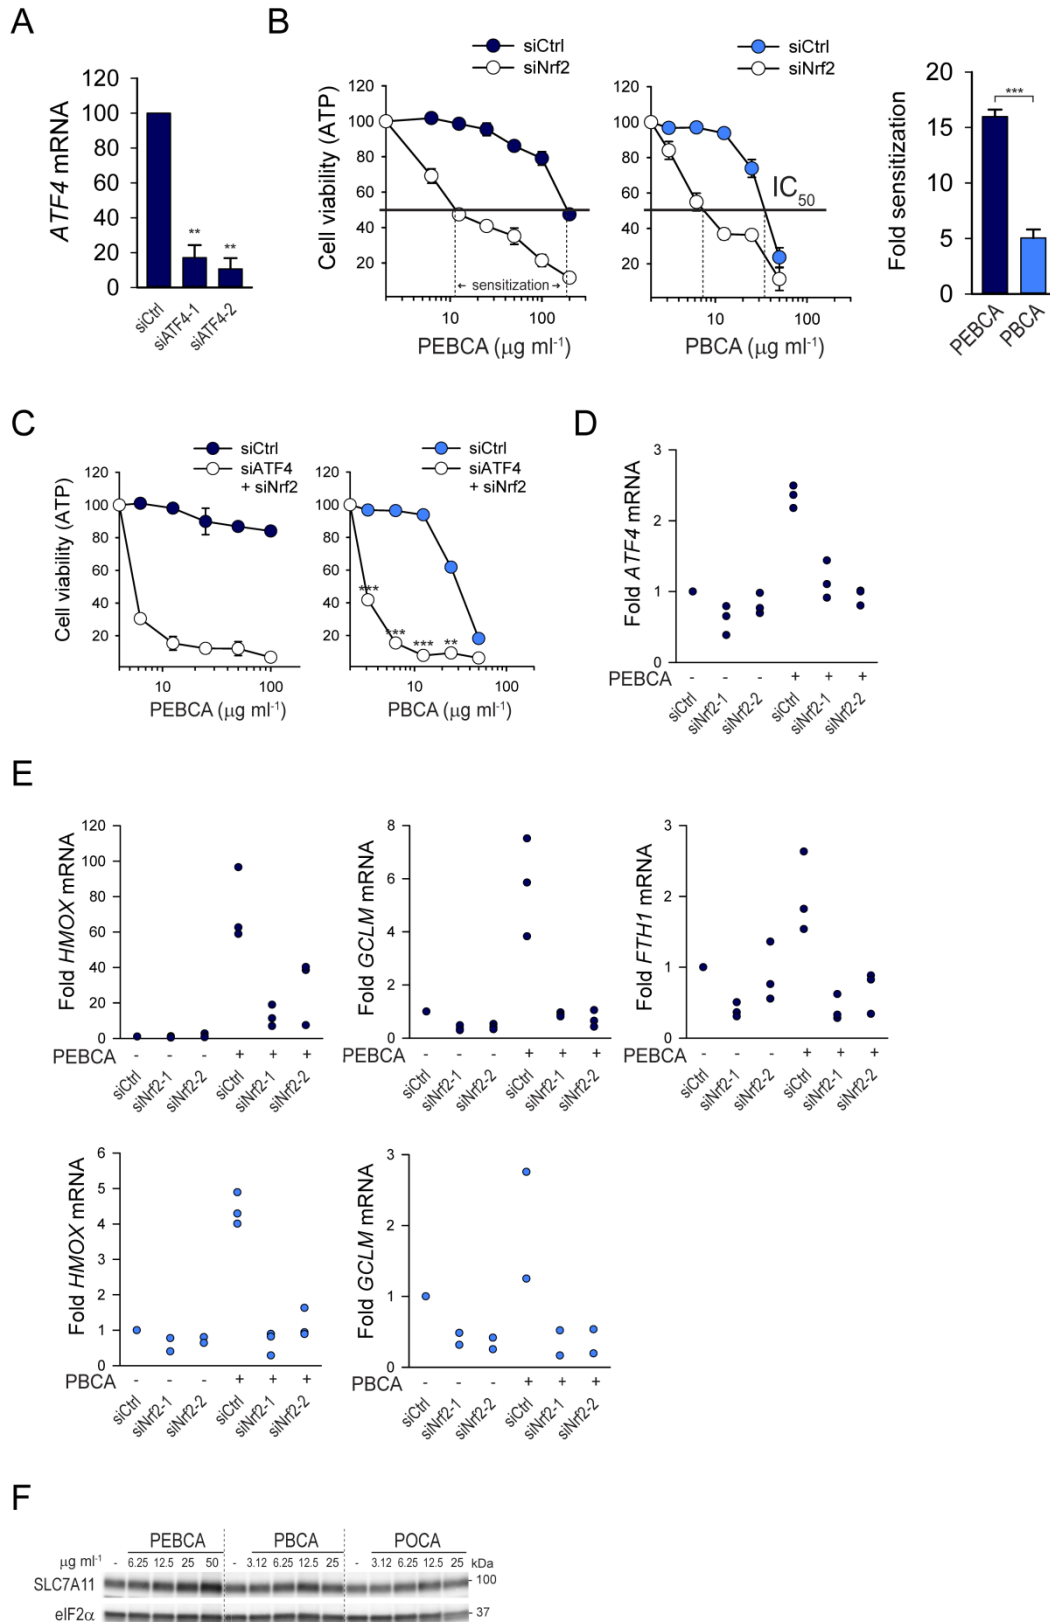 A
ATF4 mRNA
120
100
80
60
40
20
0
siCtrl
siATF4-1
siATF4-2
**
**
B
siCtrl
siNrf2
Cell viability (ATP)
120
100
80
60
40
20
← sensitization →
10
100
PEBCA (μg ml-1)
siCtrl
siNrf2
120
100
80
60
40
20
IC50
10
100
PBCA (μg ml-1)
Fold sensitization
20
15
10
5
0
***
PEBCA
PBCA
C
siCtrl
siATF4
+ siNrf2
Cell viability (ATP)
120
100
80
60
40
20
10
100
PEBCA (μg ml-1)
siCtrl
siATF4
+ siNrf2
120
100
80
60
40
20
***
***
***
**
10
100
PBCA (μg ml-1)
D
Fold ATF4 mRNA
3
2
1
0
PEBCA - - - + + +
siCtrl siNrf2-1 siNrf2-2 siCtrl siNrf2-1 siNrf2-2
E
Fold HMOX mRNA
120
100
80
60
40
20
0
PEBCA - - - + + +
siCtrl siNrf2-1 siNrf2-2 siCtrl siNrf2-1 siNrf2-2
Fold GCLM mRNA
8
6
4
2
0
PEBCA - - - + + +
siCtrl siNrf2-1 siNrf2-2 siCtrl siNrf2-1 siNrf2-2
Fold FTH1 mRNA
3
2
1
0
PEBCA - - - + + +
siCtrl siNrf2-1 siNrf2-2 siCtrl siNrf2-1 siNrf2-2
Fold HMOX mRNA
6
5
4
3
2
1
0
PBCA - - - + + +
siCtrl siNrf2-1 siNrf2-2 siCtrl siNrf2-1 siNrf2-2
Fold GCLM mRNA
3
2
1
0
PBCA - - - + + +
siCtrl siNrf2-1 siNrf2-2 siCtrl siNrf2-1 siNrf2-2
F
PEBCA PBCA POCA
μg ml-1 - 6.25 12.5 25 50 - 3.12 6.25 12.5 25 - 3.12 6.25 12.5 25 kDa
SLC7A11 - 100
eIF2α - 37